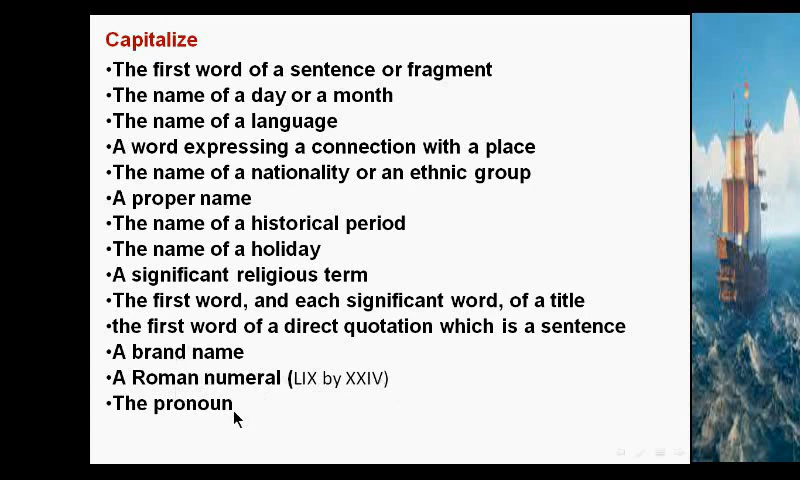 Capitalize
•The first word of a sentence or fragment
•The name of a day or a month
•The name of a language
•A word expressing a connection with a place
•The name of a nationality or an ethnic group
•A proper name
•The name of a historical period
•The name of a holiday
•A significant religious term
•The first word, and each significant word, of a title
•the first word of a direct quotation which is a sentence
•A brand name
•A Roman numeral (LIX by XXIV)
•The pronoun